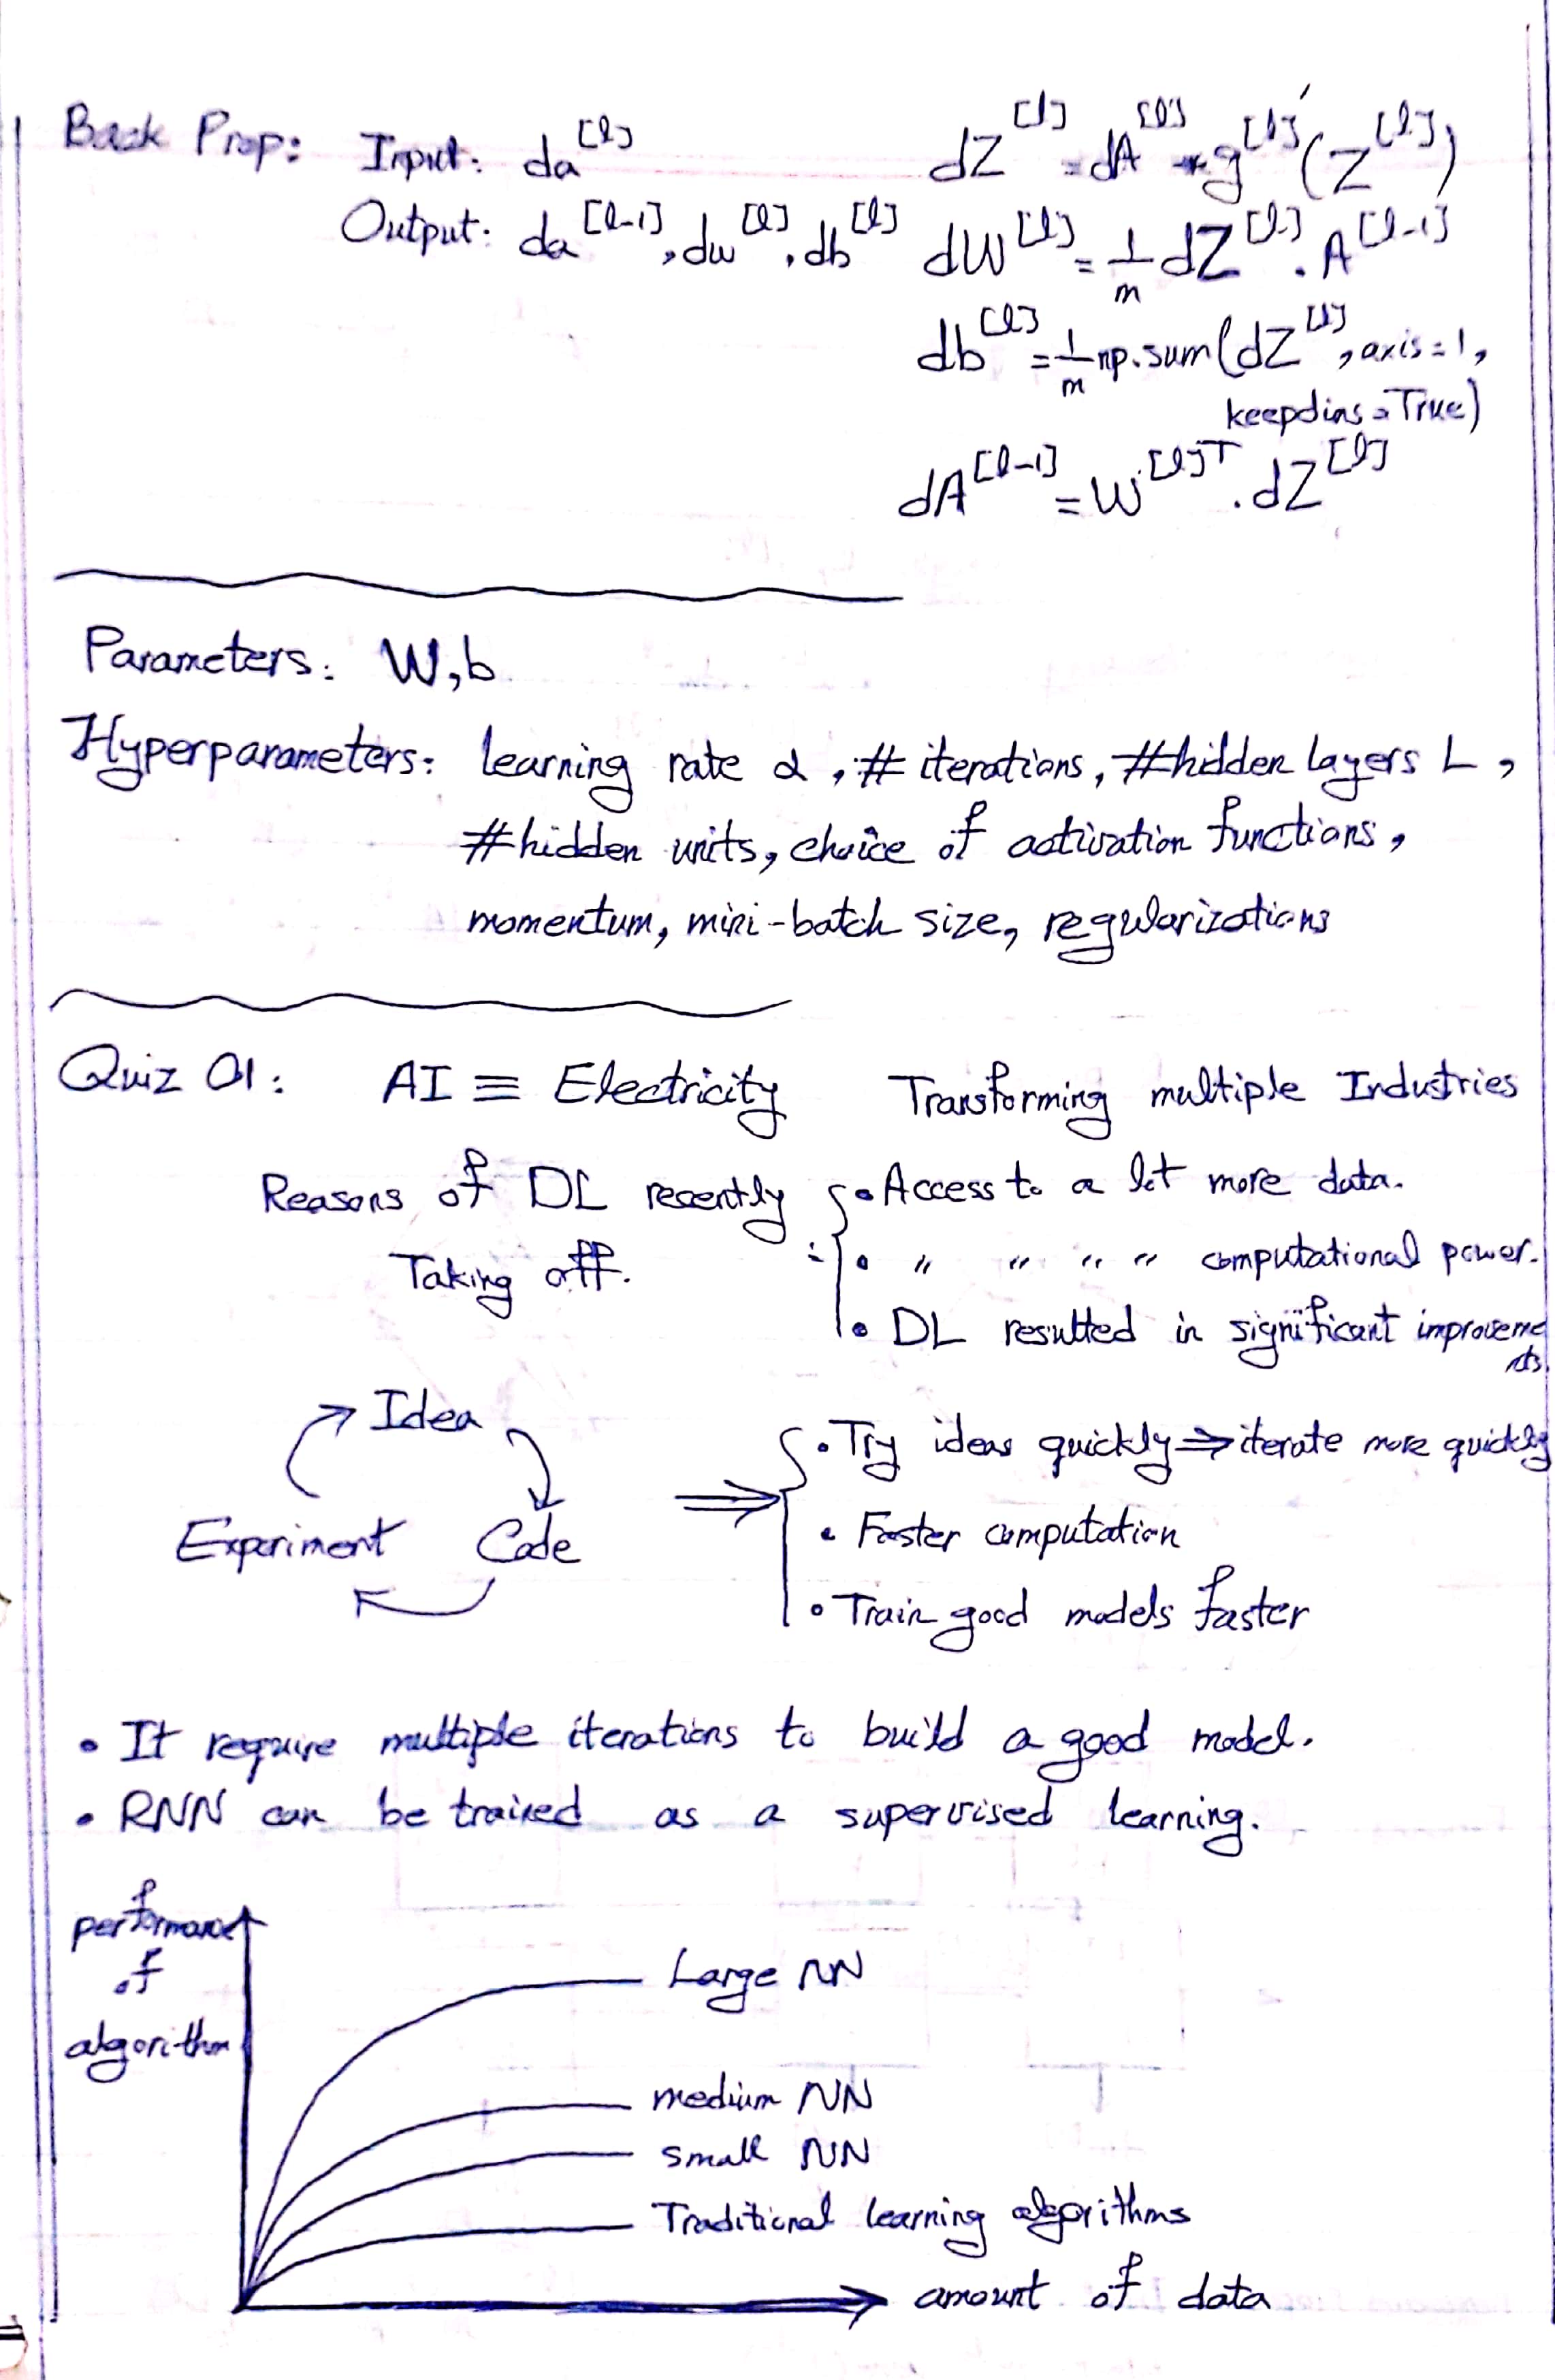 Back Prop: Input: da^[l]    dZ^[l] = dA^[l] * g^[l]'(Z^[l])
Output: da^[l-1], dw^[l], db^[l]    dW^[l] = 1/m dZ^[l] . A^[l-1]
db^[l] = 1/m np.sum(dZ^[l], axis=1,
keepdims=True)
dA^[l-1] = W^[l]T . dZ^[l]
Parameters: W,b
Hyperparameters: learning rate α, # iterations, #hidden layers L,
#hidden units, choice of activation functions,
momentum, mini-batch size, regularizations
Quiz 01: AI ≡ Electricity    Transforming multiple Industries
Reasons of DL recently
Taking off. :
• Access to a lot more data.
• " " " " computational power.
• DL resulted in significant improveme
nts.
Idea
Experiment    Code
⇒
• Try ideas quickly ⇒ iterate more quickly
• Faster computation
• Train good models faster
• It require multiple iterations to build a good model.
• RNN can be trained as a supervised learning.
performance
of
algorithm
Large NN
medium NN
small NN
Traditional learning algorithms
amount of data